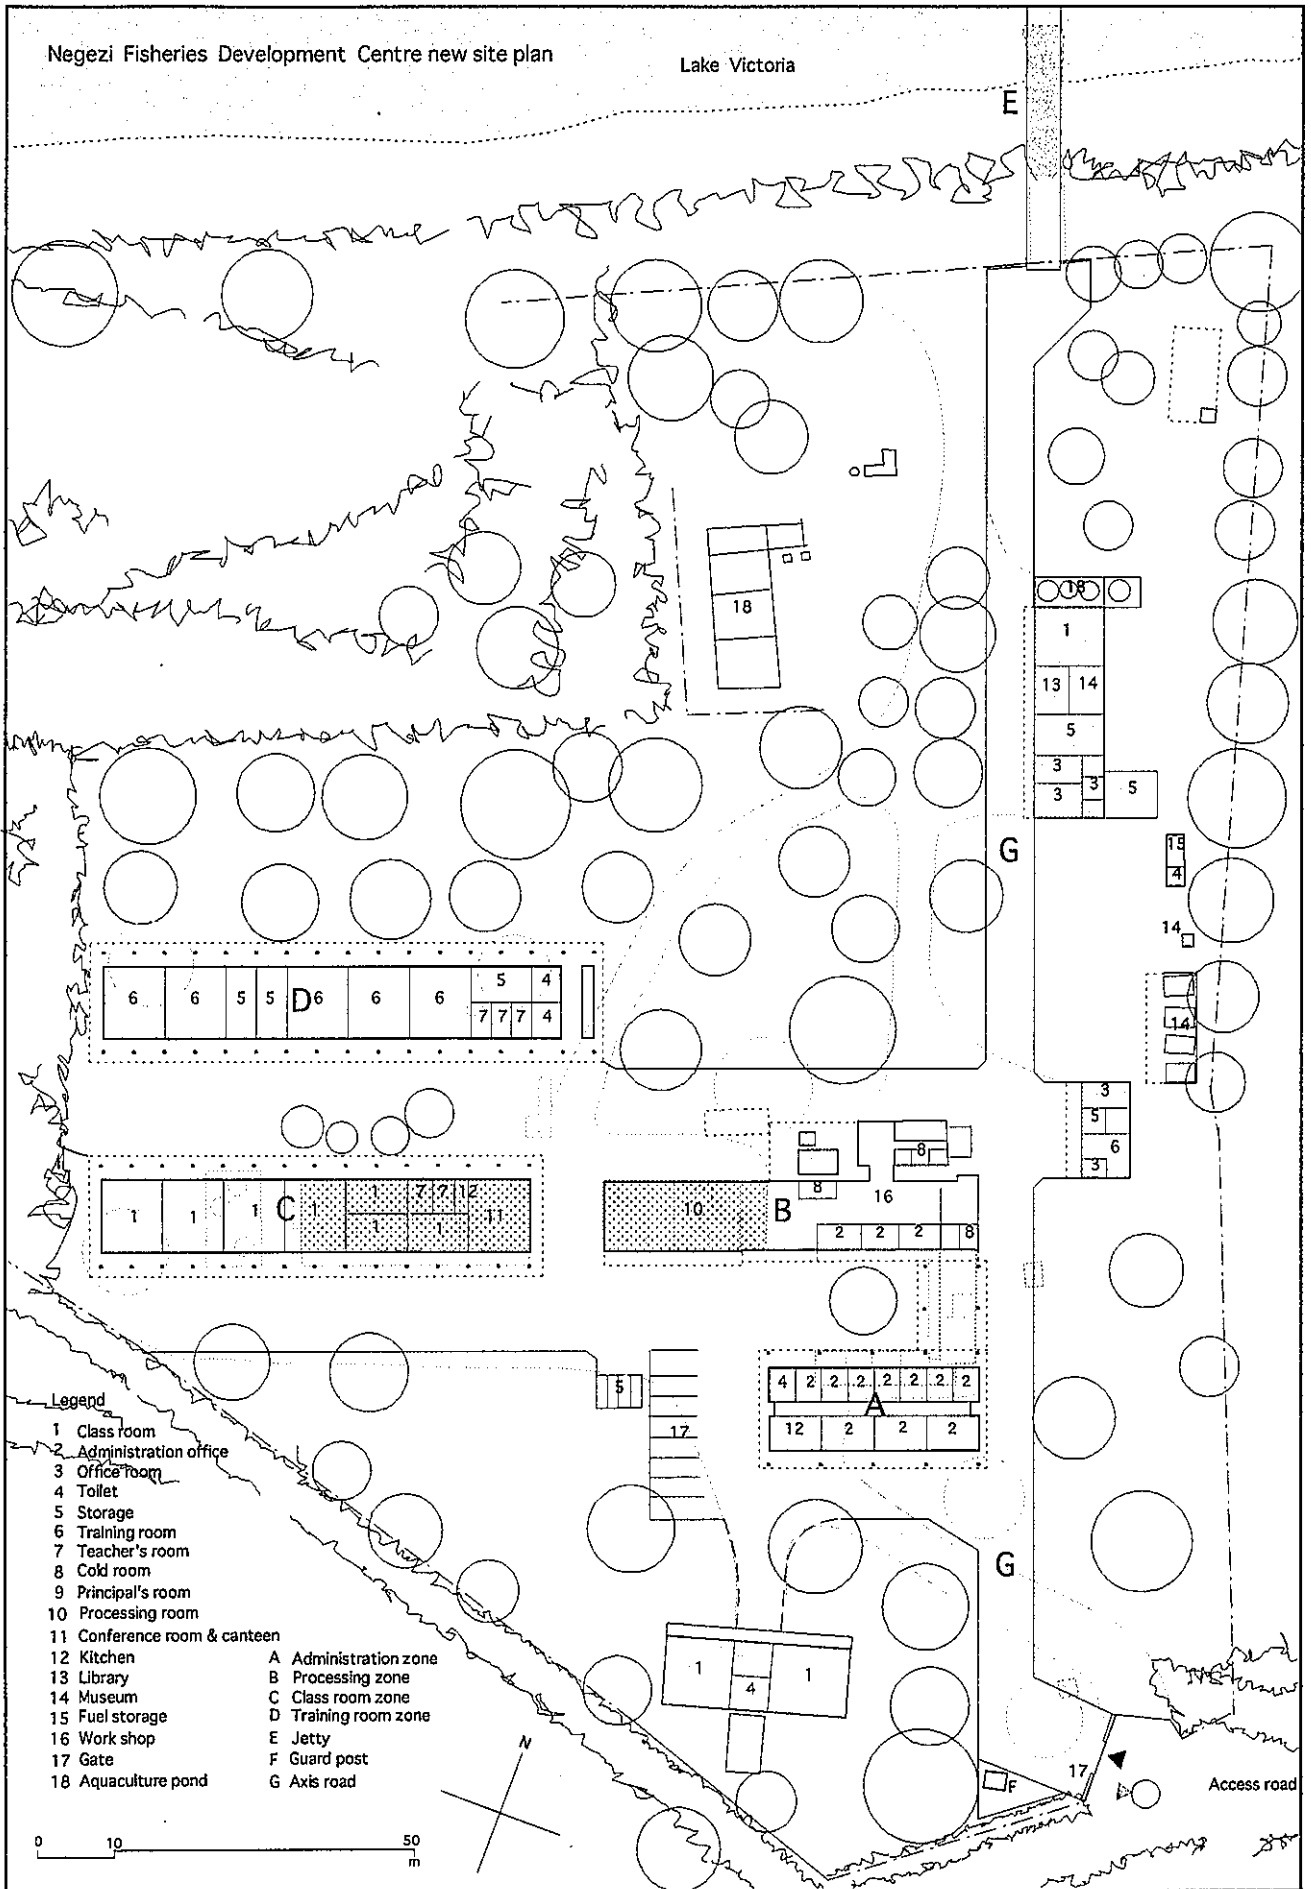 Negezi Fisheries Development Centre new site plan
Lake Victoria
E
18
18
1
13 14
5
3
3 3 5
G
15
4
14
14
6 6 5 5 D 6 6 6 5 4
7 7 7 4
3
5
6
3
8
8
16
1 1 1 C 1 1 7 7 12
1 1 11
10 B
2 2 2 8
5
17
4 2 2 2 2 2 2 2
A
12 2 2 2
G
1 4 1
F
17
Access road
Legend
1 Class room
2 Administration office
3 Office room
4 Toilet
5 Storage
6 Training room
7 Teacher's room
8 Cold room
9 Principal's room
10 Processing room
11 Conference room & canteen
12 Kitchen
13 Library
14 Museum
15 Fuel storage
16 Work shop
17 Gate
18 Aquaculture pond
A Administration zone
B Processing zone
C Class room zone
D Training room zone
E Jetty
F Guard post
G Axis road
N
0 10 50
m